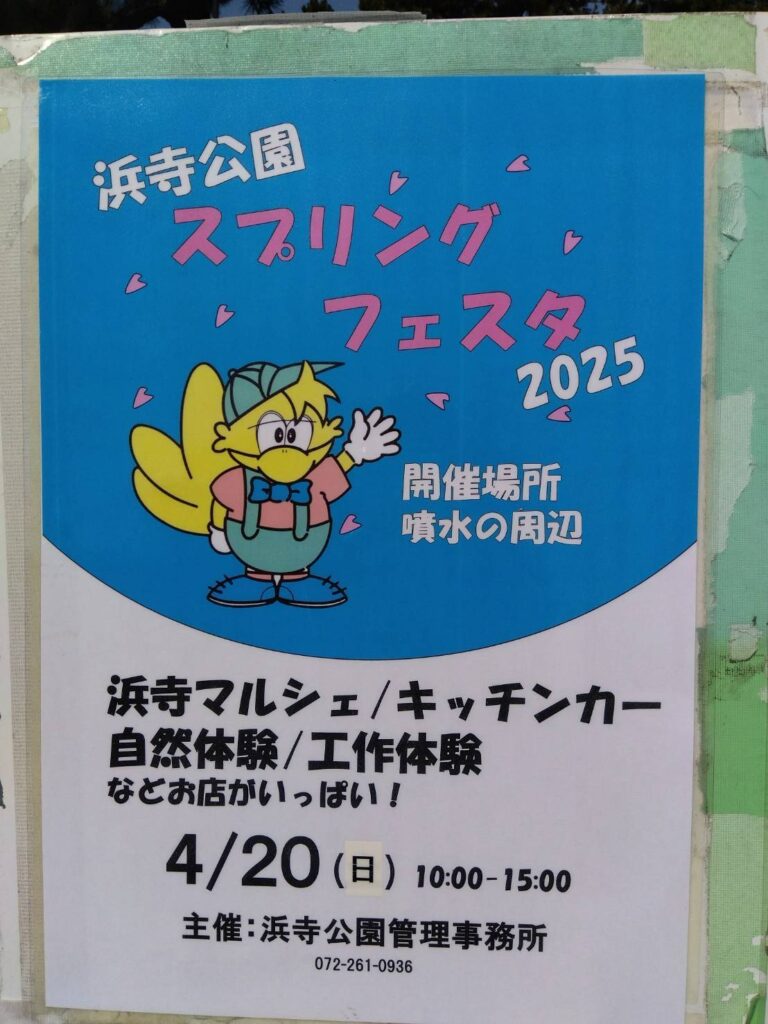 浜寺公園
スプリング
フェスタ
2025
開催場所
噴水の周辺
浜寺マルシェ/キッチンカー
自然体験/工作体験
などお店がいっぱい!
4/20(日) 10:00-15:00
主催:浜寺公園管理事務所
072-261-0936